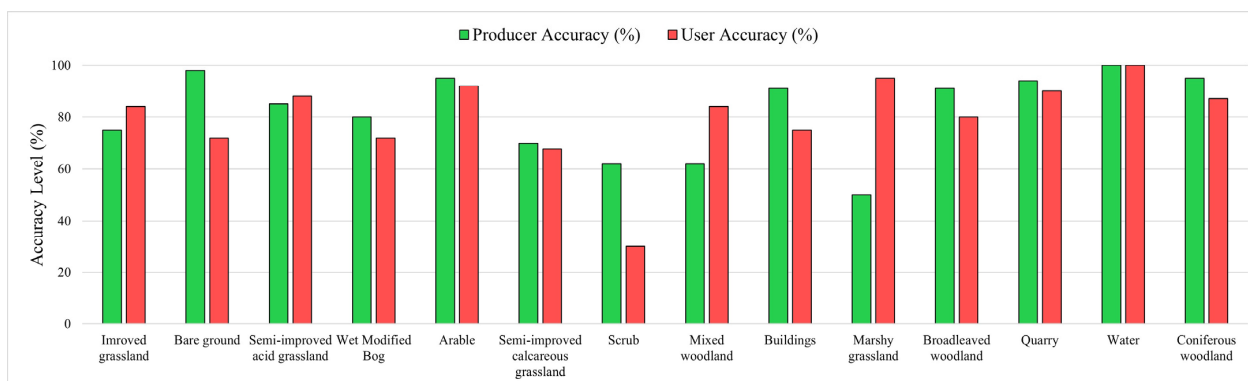 Producer Accuracy (%) User Accuracy (%)
Accuracy Level (%)
100
80
60
40
20
0
Imroved
grassland
Bare ground
Semi-improved
acid grassland
Wet Modified
Bog
Arable
Semi-improved
calcareous
grassland
Scrub
Mixed
woodland
Buildings
Marshy
grassland
Broadleaved
woodland
Quarry
Water
Coniferous
woodland